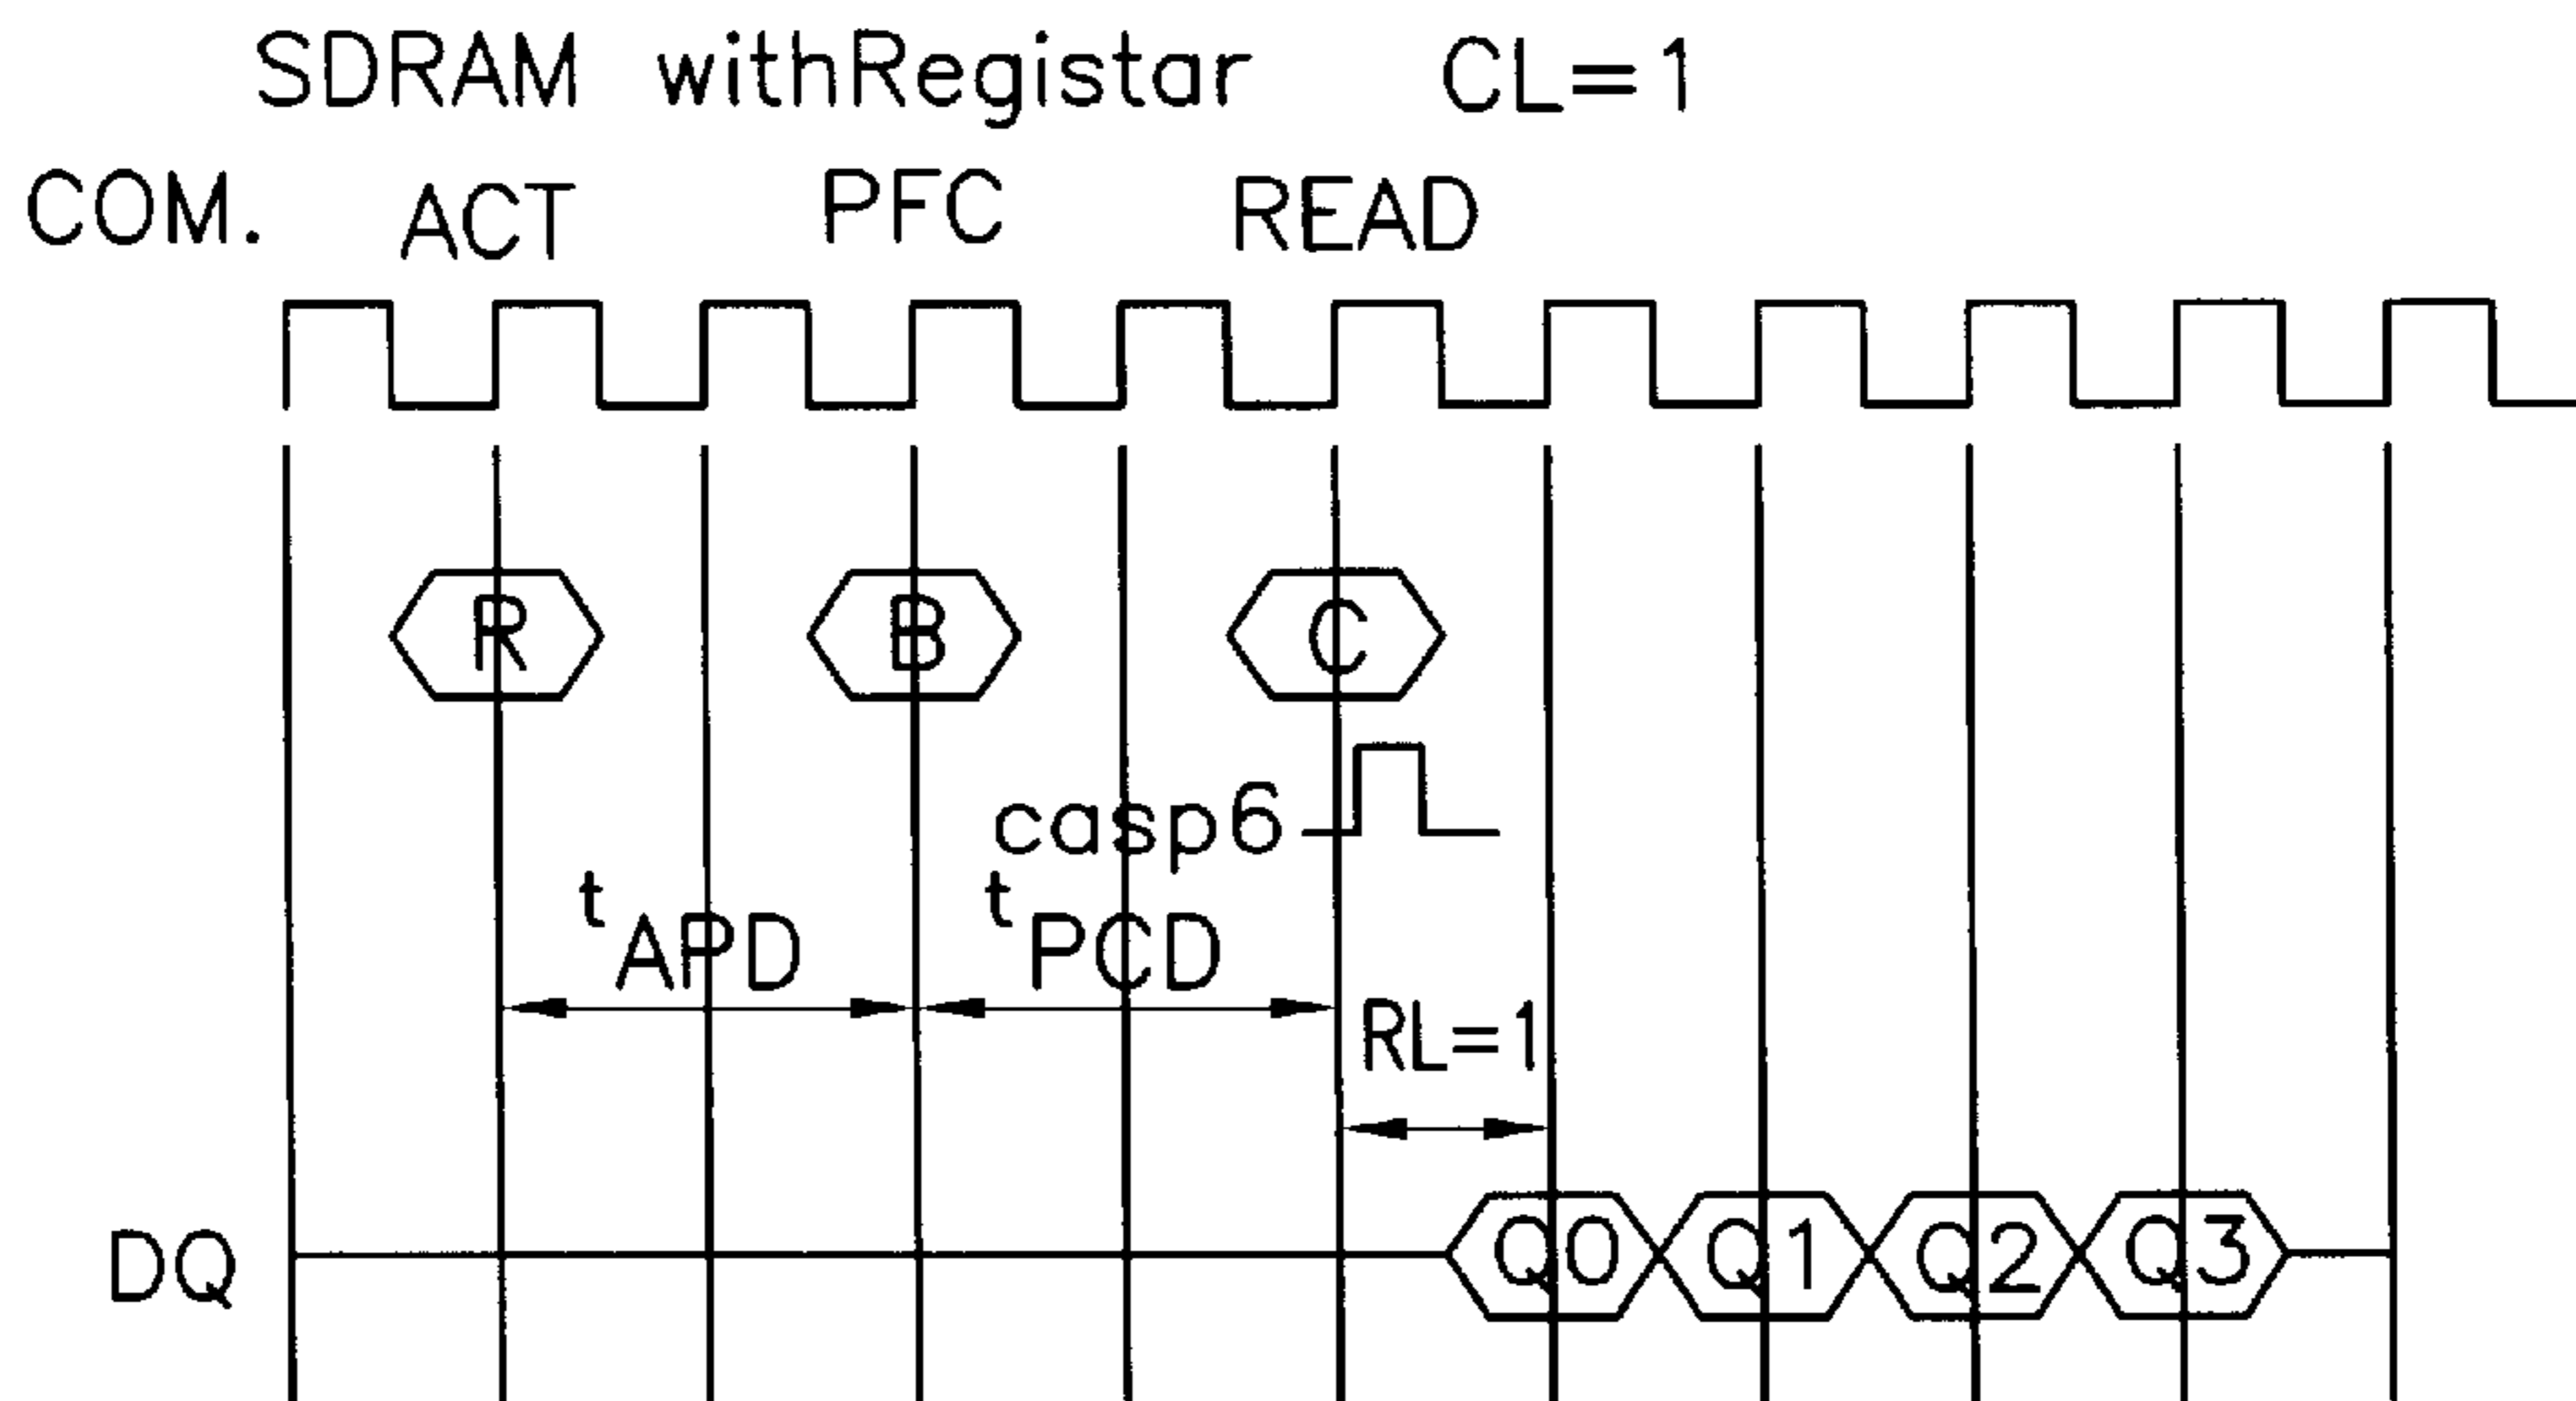 SDRAM withRegistar CL=1
COM. ACT PFC READ
R B C
casp6
tAPD tPCD
RL=1
DQ Q0 Q1 Q2 Q3